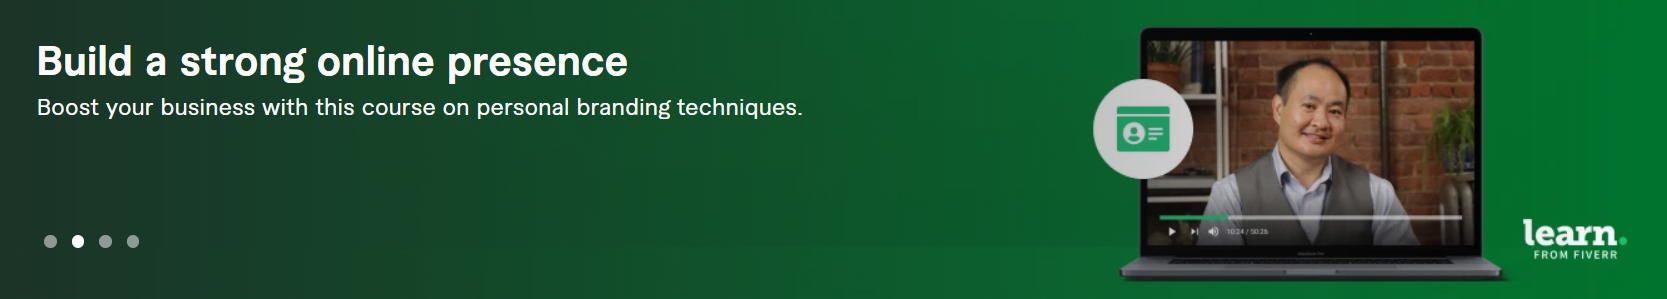 Build a strong online presence
Boost your business with this course on personal branding techniques.
10:24 / 50:26
learn.
FROM FIVERR